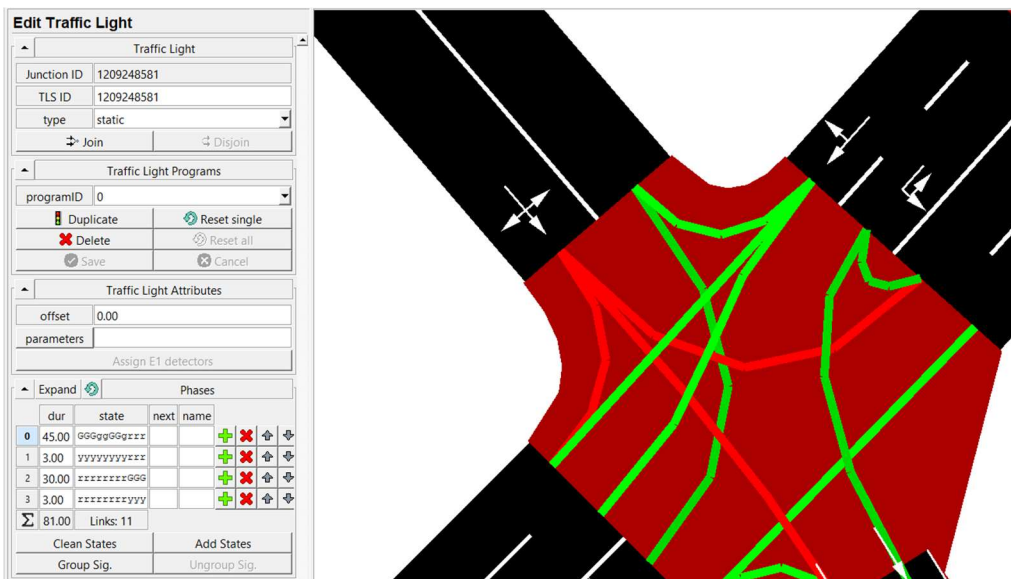 Edit Traffic Light
Traffic Light
Junction ID 1209248581
TLS ID 1209248581
type static
Join Disjoin
Traffic Light Programs
programID 0
Duplicate Reset single
Delete Reset all
Save Cancel
Traffic Light Attributes
offset 0.00
parameters
Assign E1 detectors
Expand Phases
dur state next name
0 45.00 GGGggGGgrrr
1 3.00 yyyyyyyyrrr
2 30.00 rrrrrrrrGGG
3 3.00 rrrrrrrryyy
Σ 81.00 Links: 11
Clean States Add States
Group Sig. Ungroup Sig.